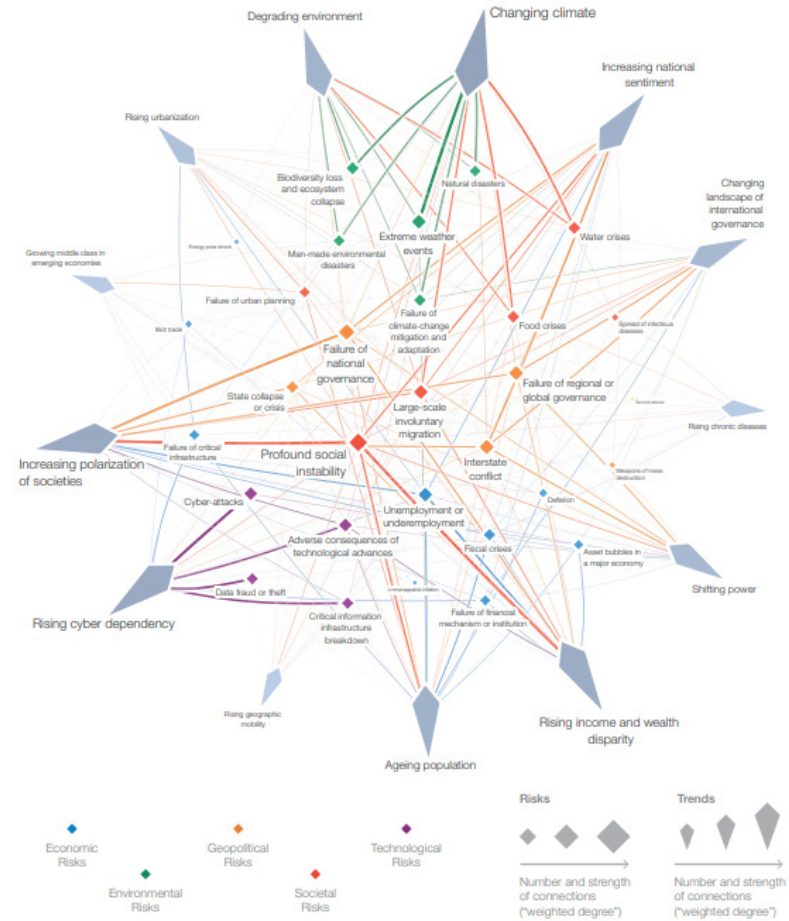 Degrading environment
Changing climate
Increasing national
sentiment
Rising urbanization
Changing
landscape of
international
governance
Biodiversity loss
and ecosystem
collapse
Natural disasters
Water crises
Extreme weather
events
Energy price shock
Man-made environmental
disasters
Growing middle class in
emerging economies
Failure of urban planning
Failure of
climate-change
mitigation and
adaptation
Food crises
Spread of infectious
diseases
Illicit trade
Failure of
national
governance
State collapse
or crisis
Failure of regional or
global governance
Large-scale
involuntary
migration
Rising chronic diseases
Increasing polarization
of societies
Failure of critical
infrastructure
Profound social
instability
Interstate
conflict
Weapons of mass
destruction
Cyber-attacks
Unemployment or
underemployment
Deflation
Adverse consequences of
technological advances
Fiscal crises
Asset bubbles in
a major economy
Shifting power
Data fraud or theft
Unmanageable inflation
Rising cyber dependency
Critical information
infrastructure
breakdown
Failure of financial
mechanism or institution
Rising geographic
mobility
Rising income and wealth
disparity
Ageing population
Risks
Trends
Economic
Risks
Geopolitical
Risks
Technological
Risks
Environmental
Risks
Societal
Risks
Number and strength
of connections
("weighted degree")
Number and strength
of connections
("weighted degree")